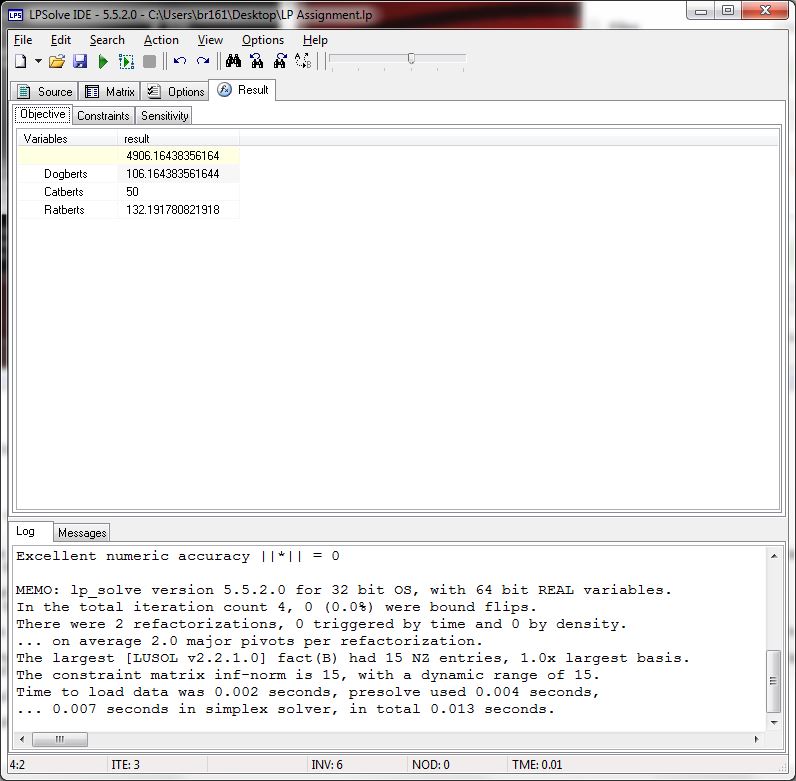 LPS LPSolve IDE - 5.5.2.0 - C:\Users\br161\Desktop\LP Assignment.lp
File Edit Search Action View Options Help
Source Matrix Options Result
Objective Constraints Sensitivity
Variables result
4906.16438356164
Dogberts 106.164383561644
Catberts 50
Ratberts 132.191780821918
Log Messages
Excellent numeric accuracy ||*|| = 0
MEMO: lp_solve version 5.5.2.0 for 32 bit OS, with 64 bit REAL variables.
In the total iteration count 4, 0 (0.0%) were bound flips.
There were 2 refactorizations, 0 triggered by time and 0 by density.
... on average 2.0 major pivots per refactorization.
The largest [LUSOL v2.2.1.0] fact(B) had 15 NZ entries, 1.0x largest basis.
The constraint matrix inf-norm is 15, with a dynamic range of 15.
Time to load data was 0.002 seconds, presolve used 0.004 seconds,
... 0.007 seconds in simplex solver, in total 0.013 seconds.
4:2 ITE: 3 INV: 6 NOD: 0 TME: 0.01